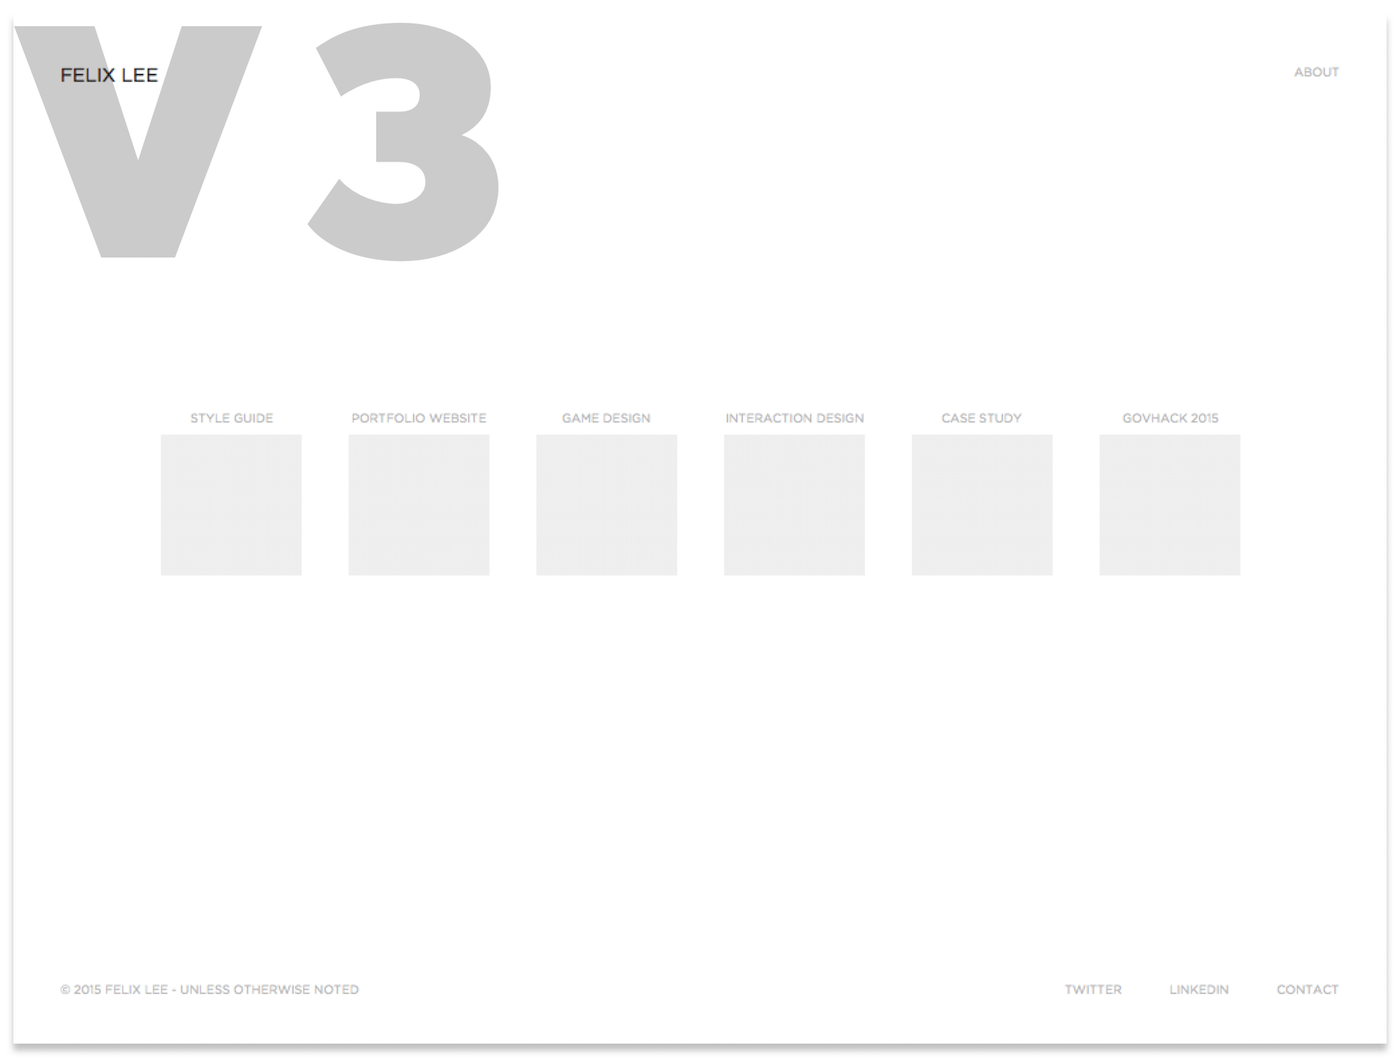 V 3
FELIX LEE
ABOUT
STYLE GUIDE
PORTFOLIO WEBSITE
GAME DESIGN
INTERACTION DESIGN
CASE STUDY
GOVHACK 2015
© 2015 FELIX LEE - UNLESS OTHERWISE NOTED
TWITTER
LINKEDIN
CONTACT